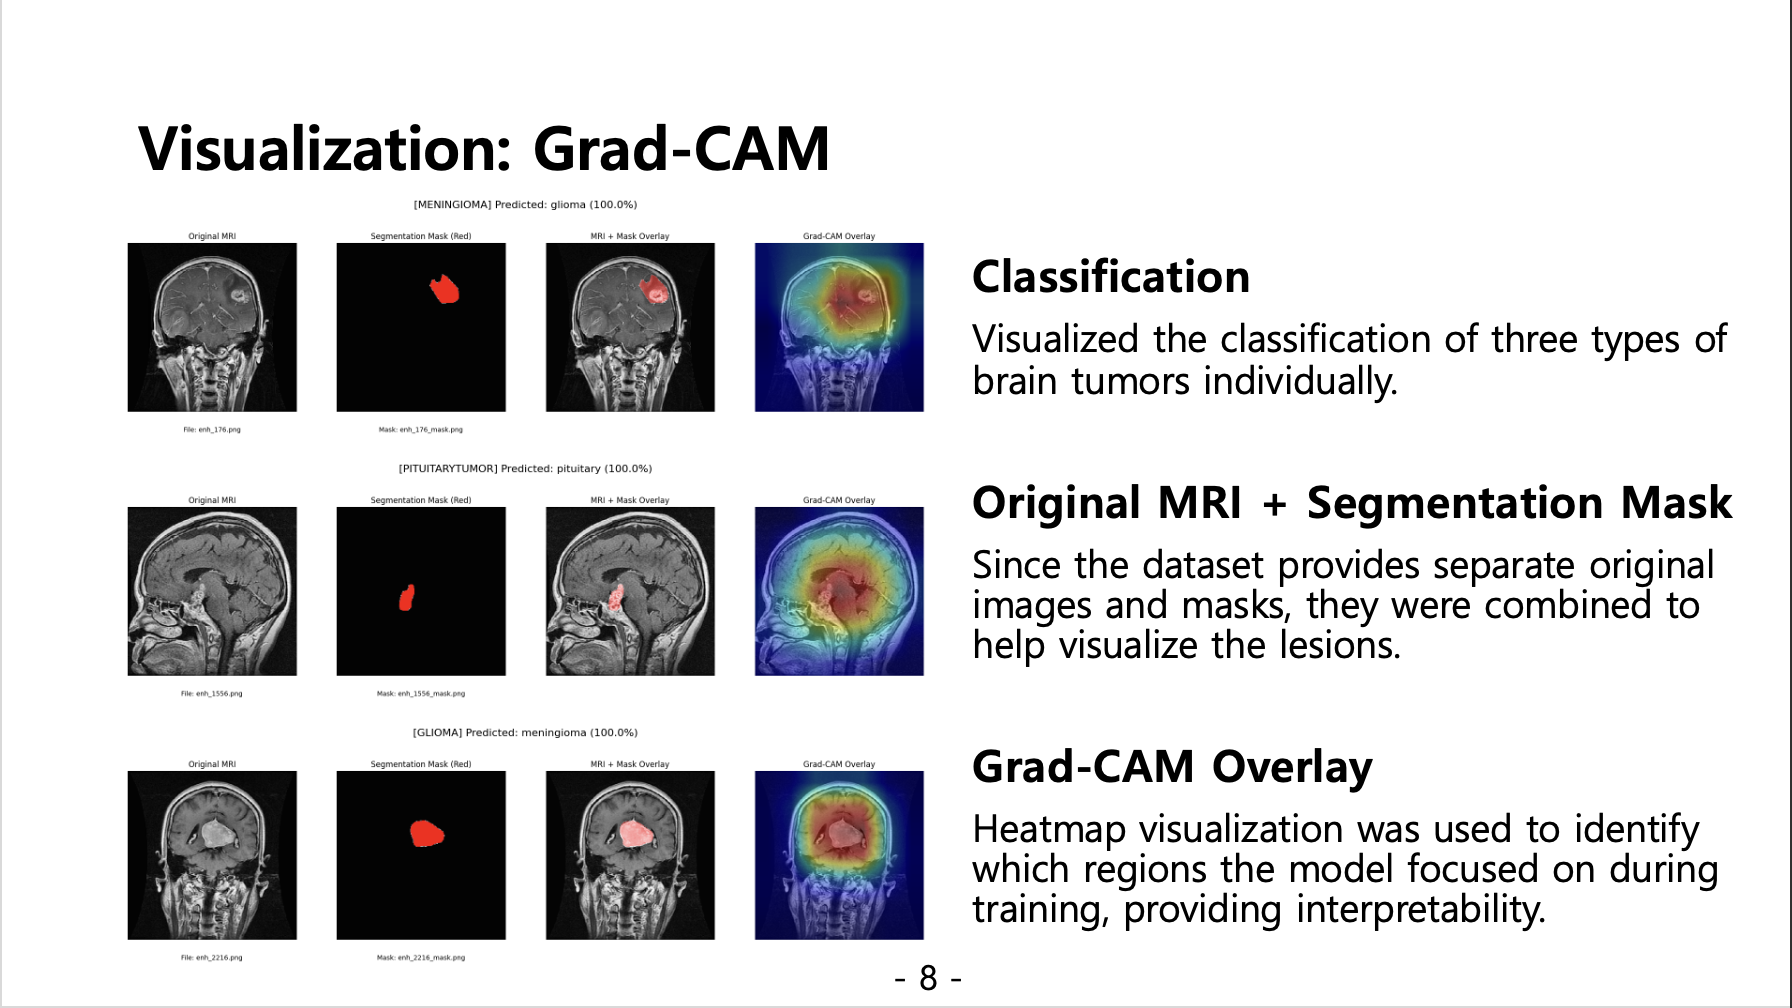 Visualization: Grad-CAM
[MENINGIOMA] Predicted: glioma (100.0%)
Original MRI
Segmentation Mask (Red)
MRI + Mask Overlay
Grad-CAM Overlay
File: enh_176.png
Mask: enh_176_mask.png
[PITUITARYTUMOR] Predicted: pituitary (100.0%)
Original MRI
Segmentation Mask (Red)
MRI + Mask Overlay
Grad-CAM Overlay
File: enh_1556.png
Mask: enh_1556_mask.png
[GLIOMA] Predicted: meningioma (100.0%)
Original MRI
Segmentation Mask (Red)
MRI + Mask Overlay
Grad-CAM Overlay
File: enh_2216.png
Mask: enh_2216_mask.png
Classification
Visualized the classification of three types of
brain tumors individually.
Original MRI + Segmentation Mask
Since the dataset provides separate original
images and masks, they were combined to
help visualize the lesions.
Grad-CAM Overlay
Heatmap visualization was used to identify
which regions the model focused on during
training, providing interpretability.
- 8 -